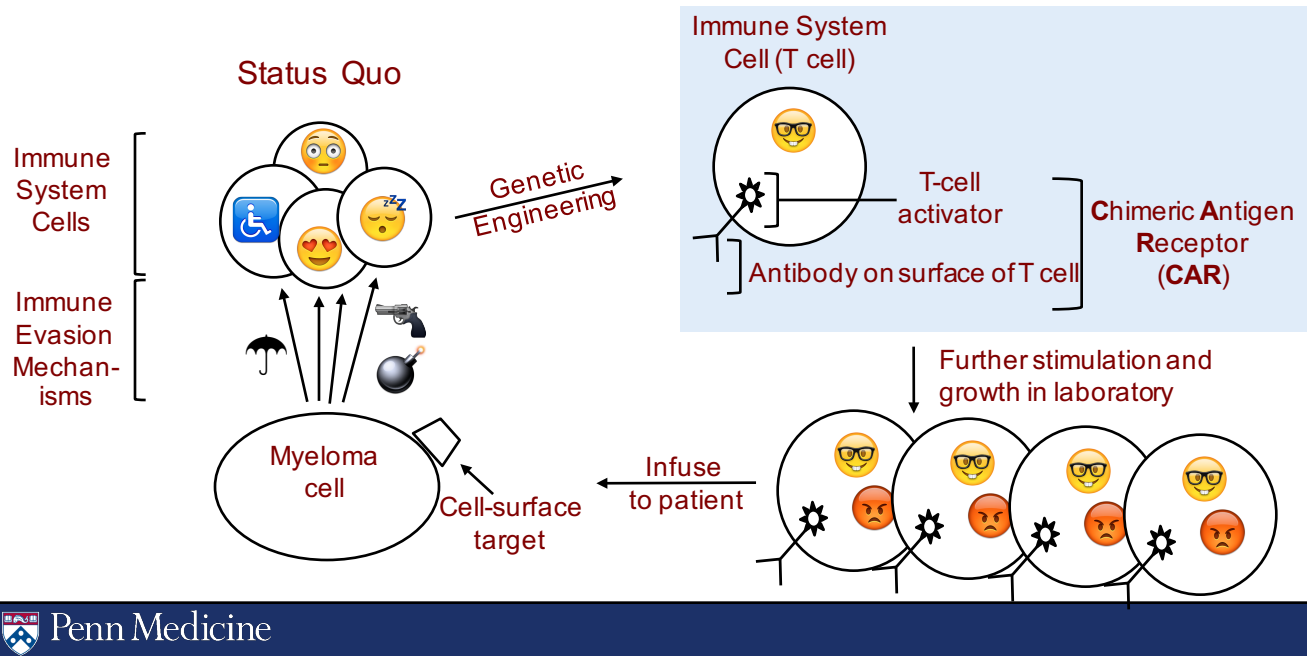 Status Quo
Immune
System
Cells
Immune
Evasion
Mechan-
isms
zzZ
Genetic
Engineering
Immune System
Cell (T cell)
T-cell
activator
Antibody on surface of T cell
Chimeric Antigen
Receptor
(CAR)
Further stimulation and
growth in laboratory
Infuse
to patient
Myeloma
cell
Cell-surface
target
Penn Medicine